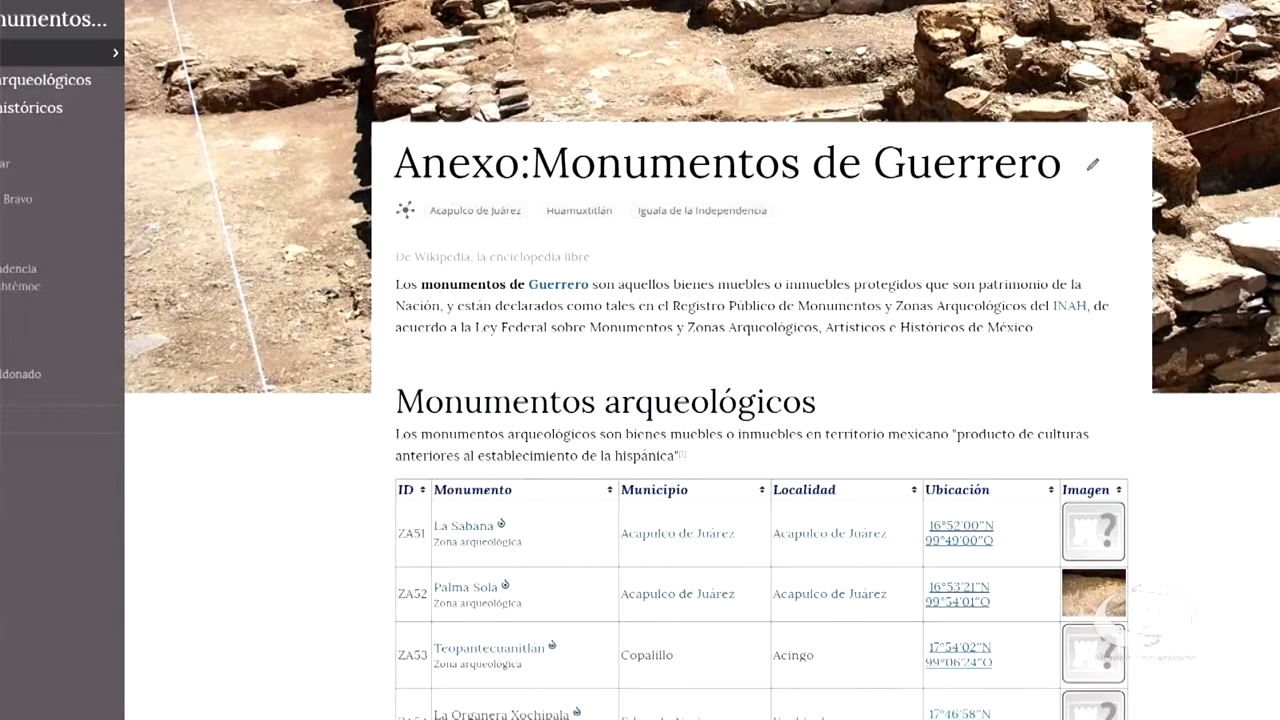 numentos...
arqueológicos
históricos
ar
Bravo
ndencia
uhtémoc
ldonado
Anexo:Monumentos de Guerrero
Acapulco de Juárez Huamuxtitlán Iguala de la Independencia
De Wikipedia, la enciclopedia libre
Los monumentos de Guerrero son aquellos bienes muebles o inmuebles protegidos que son patrimonio de la
Nación, y están declarados como tales en el Registro Público de Monumentos y Zonas Arqueológicos del INAH, de
acuerdo a la Ley Federal sobre Monumentos y Zonas Arqueológicos, Artísticos e Históricos de México
Monumentos arqueológicos
Los monumentos arqueológicos son bienes muebles o inmuebles en territorio mexicano "producto de culturas
anteriores al establecimiento de la hispánica"[1]
ID Monumento Municipio Localidad Ubicación Imagen
ZA51 La Sabana Zona arqueológica Acapulco de Juárez Acapulco de Juárez 16°52′00″N 99°49′00″O
ZA52 Palma Sola Zona arqueológica Acapulco de Juárez Acapulco de Juárez 16°53′21″N 99°54′01″O
ZA53 Teopantecuanitlán Zona arqueológica Copalillo Acingo 17°54′02″N 99°06′24″O
La Organera Xochipala 17°46′58″N